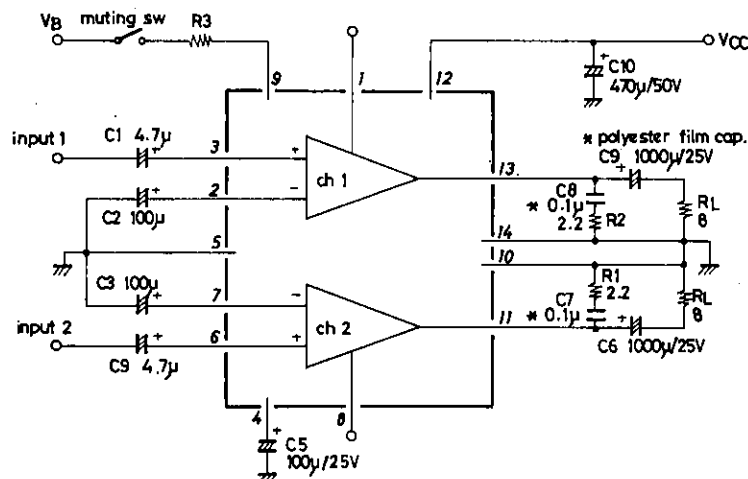 VB
muting sw
R3
VCC
9
1
12
C10
470μ/50V
input 1
C1 4.7μ
3
+
ch 1
13
* polyester film cap.
C9 1000μ/25V
2
−
C2 100μ
C8
* 0.1μ
2.2 R2
RL
8
5
14
10
C3 100μ
7
−
ch 2
R1
2.2
C7
* 0.1μ
RL
8
input 2
6
+
11
C9 4.7μ
C6 1000μ/25V
4
8
C5
100μ/25V